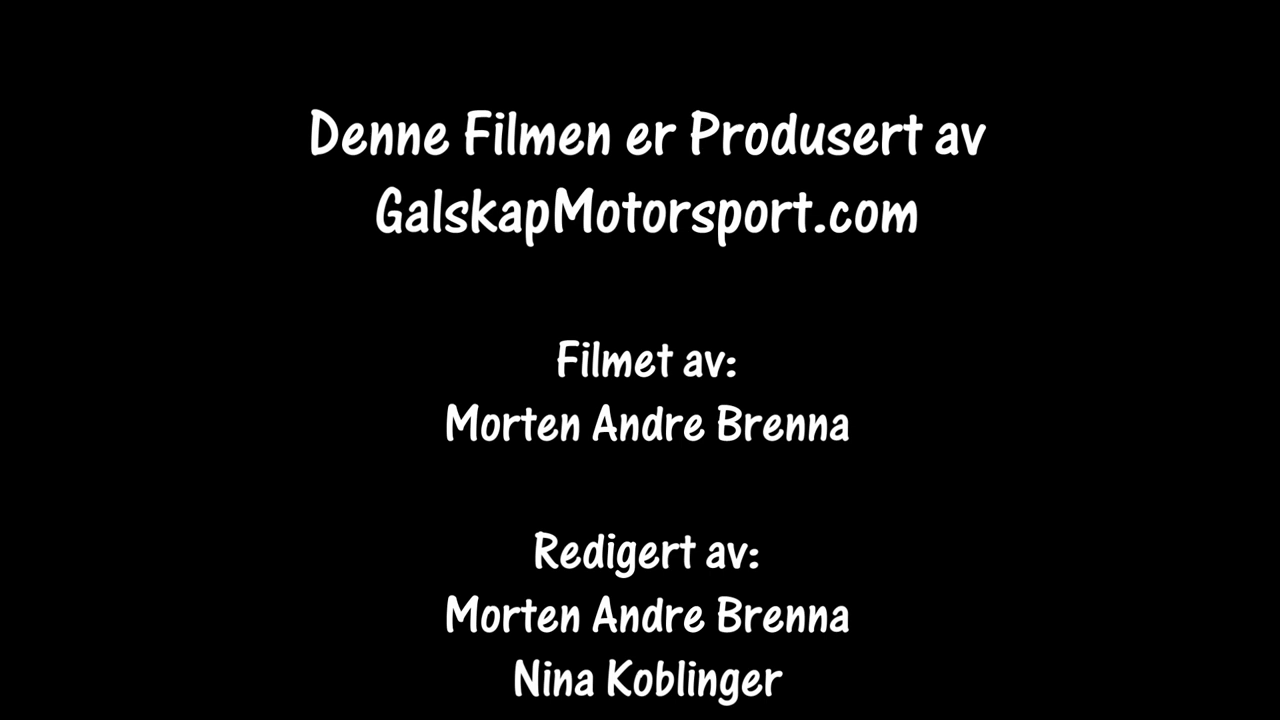 Denne Filmen er Produsert av
GalskapMotorsport.com
Filmet av:
Morten Andre Brenna
Redigert av:
Morten Andre Brenna
Nina Koblinger